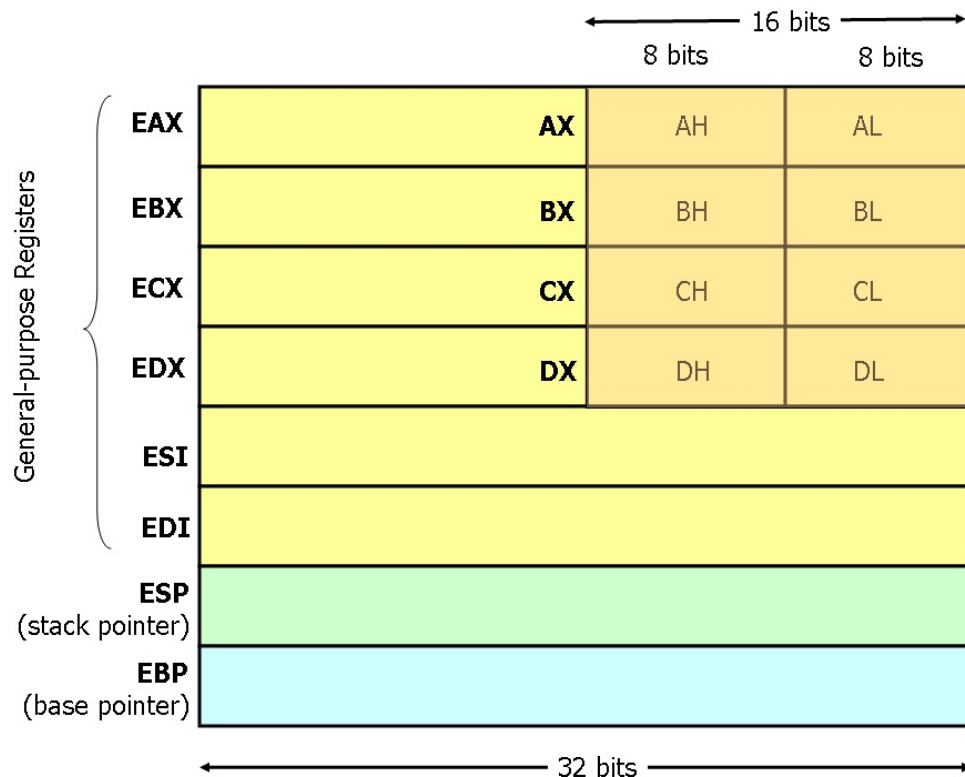 16 bits
8 bits 8 bits
General-purpose Registers
EAX AX AH AL
EBX BX BH BL
ECX CX CH CL
EDX DX DH DL
ESI
EDI
ESP
(stack pointer)
EBP
(base pointer)
32 bits